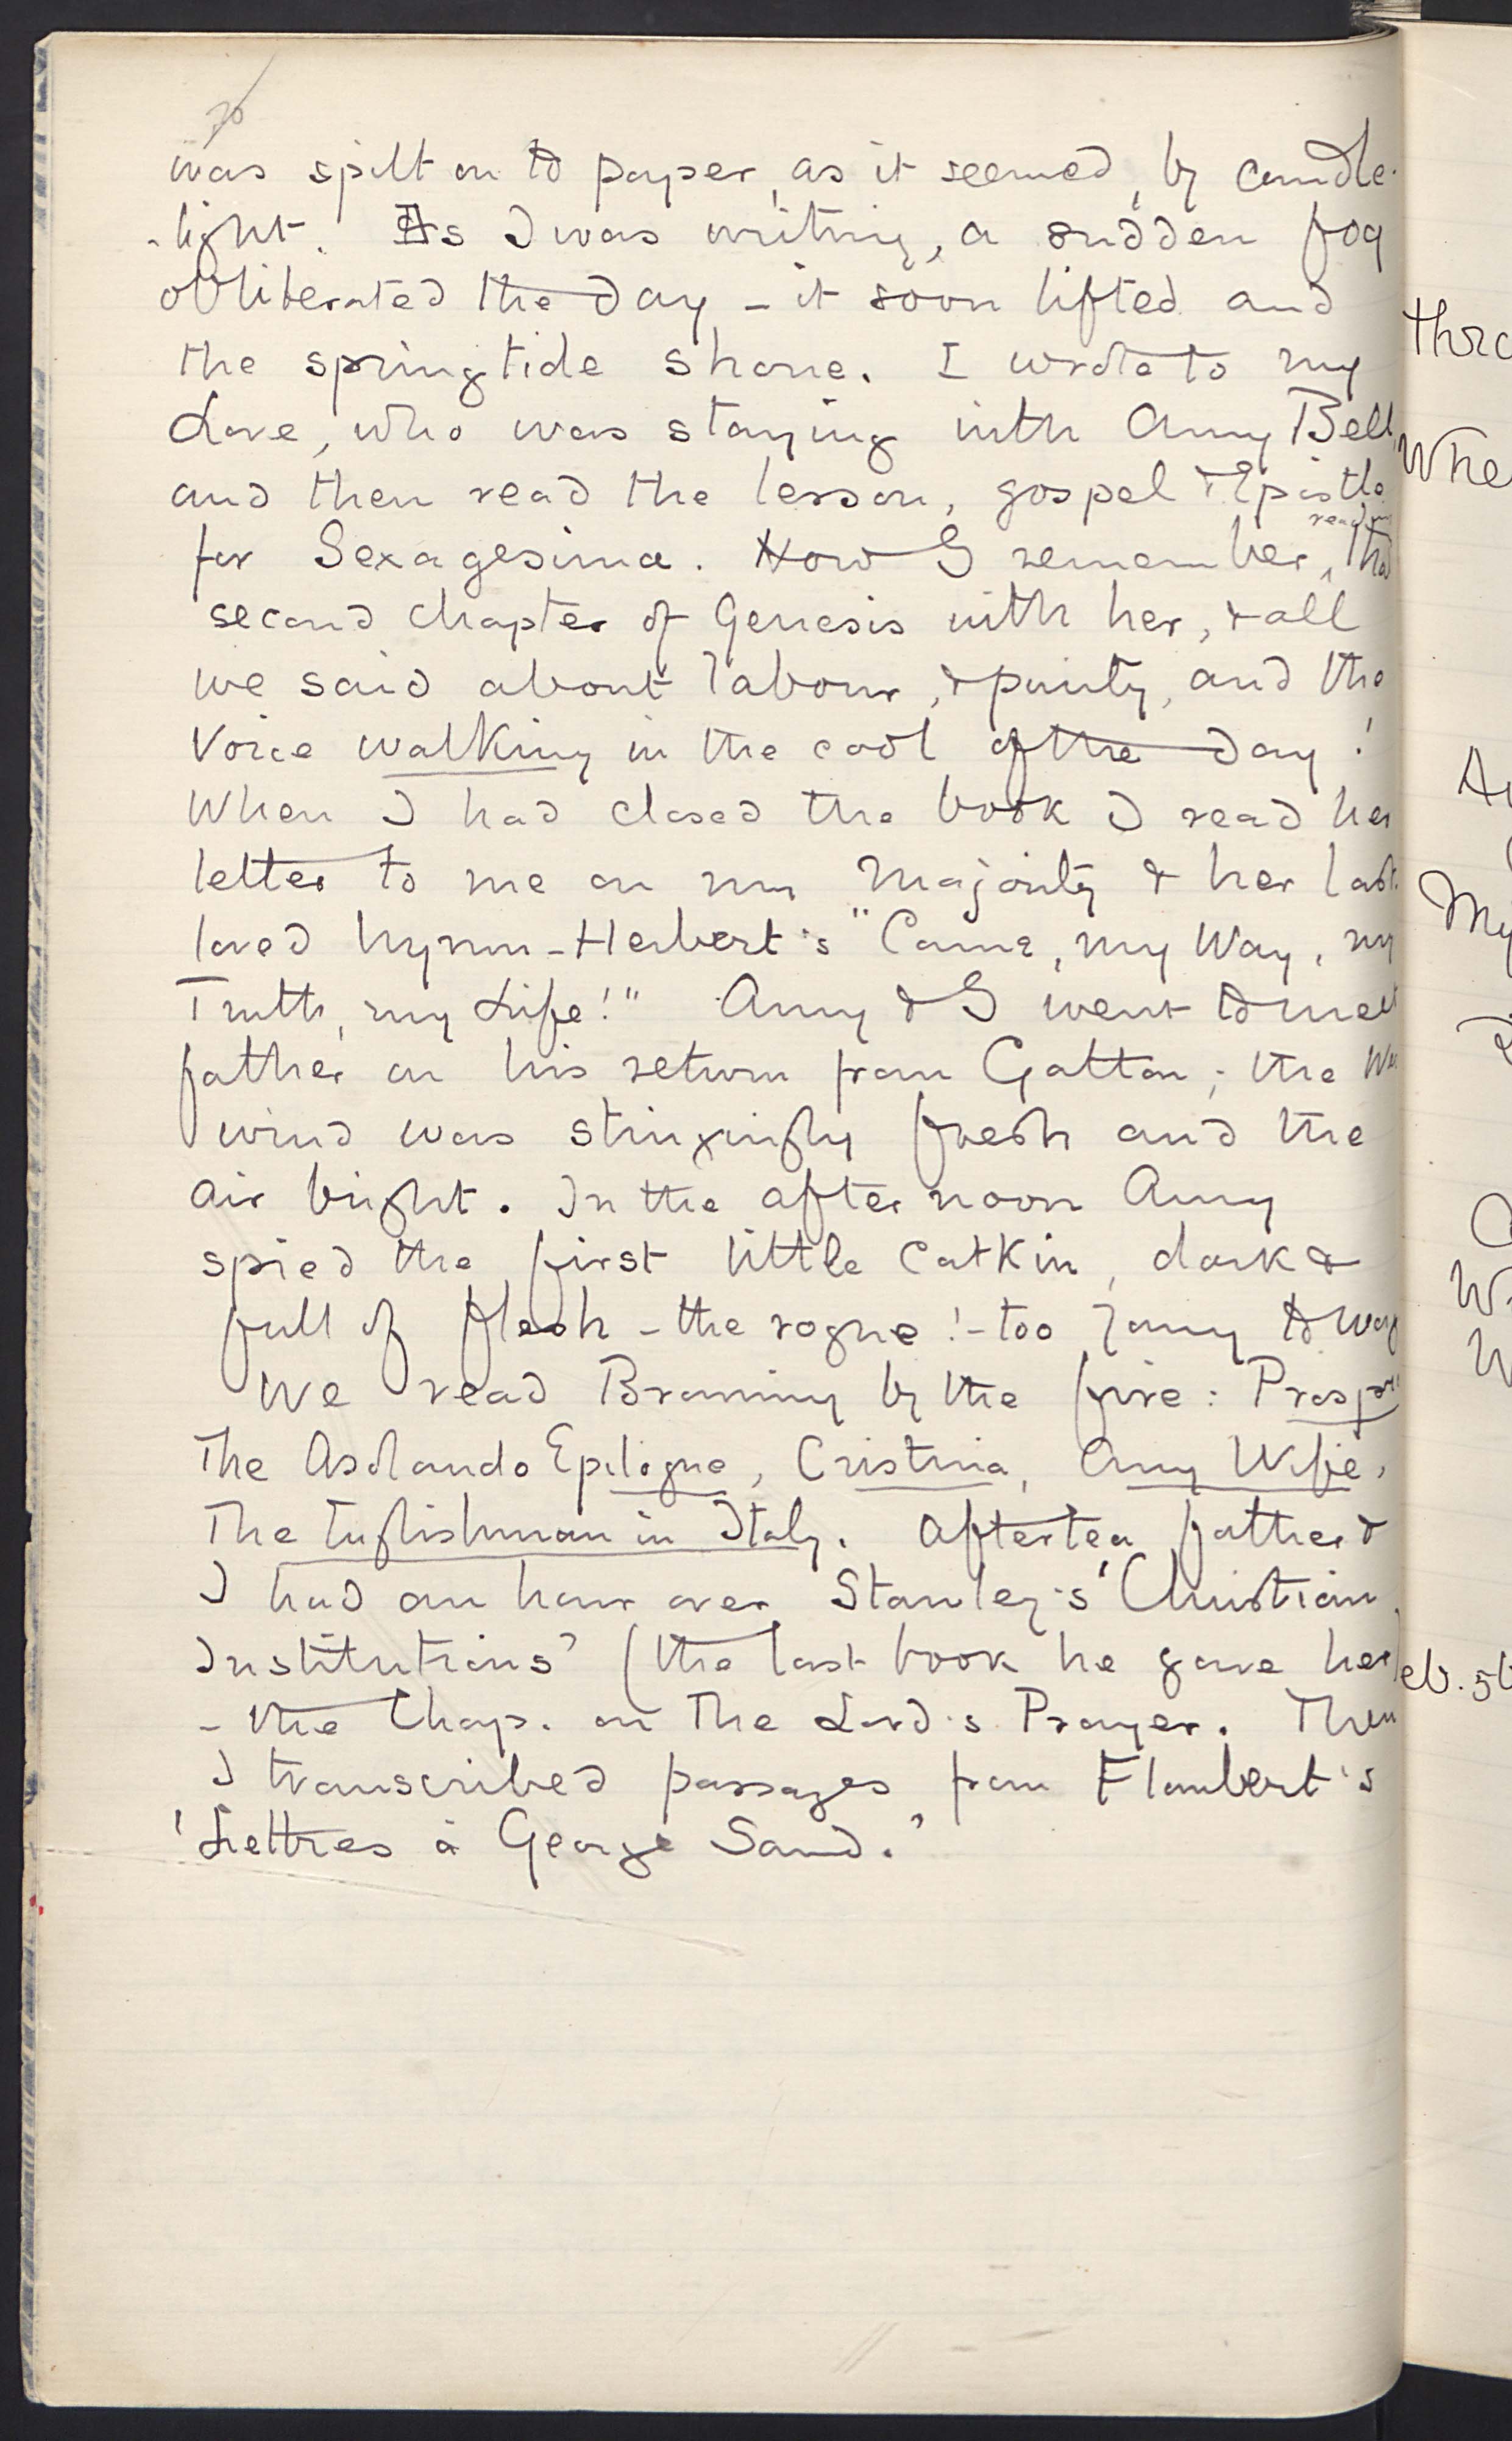 20
was spilt on to paper, as it seemed, by candle-
-light. As I was writing, a sudden fog
obliterated the day - it soon lifted and
the springtide shone. I wrote to my
Love, who was staying with Amy Bell,
and then read the lesson, gospel & Epistle
for Sexagesima. How I remember, reading the
second chapter of Genesis with her, & all
we said about labour, & purity, and the
Voice walking in the cool of the day!
When I had closed the book I read her
letter to me on my Majority & her last
loved hymn - Herbert's "Come, my Way, my
Truth, my Life!" Amy & I went to meet
father on his return from Gatton; the
wind was stingingly fresh and the
air bright. In the afternoon Amy
spied the first little catkin, dark &
full of flesh - the rogue! - too young to wag
We read Browning by the fire: Prospice
The Asolando Epilogue, Cristina, Any Wife,
The Englishman in Italy. After tea father &
I had an hour over Stanley's 'Christian
Institutions' (the last book he gave her)
- the Chap. on The Lord's Prayer. Then
I transcribed passages from Flaubert's
'Lettres à George Sand.'